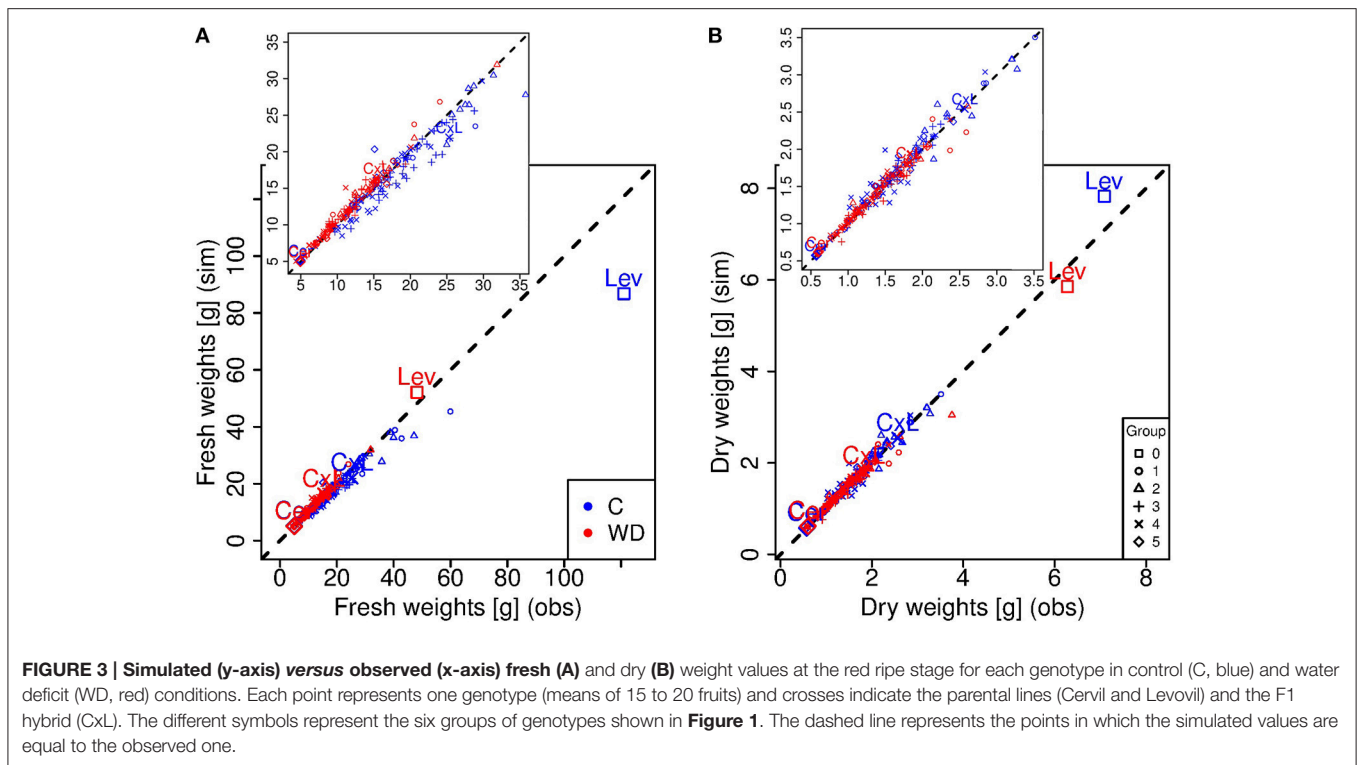 A
B
35
30
25
20
15
10
5
5 10 15 20 25 30 35
CxL
CxL
Ce
3.5
3.0
2.5
2.0
1.5
1.0
0.5
0.5 1.0 1.5 2.0 2.5 3.0 3.5
CxL
Cx
Ce
Fresh weights [g] (sim)
100
80
60
40
20
0
Lev
Lev
CxL
CxL
Cer
C
WD
0 20 40 60 80 100
Fresh weights [g] (obs)
Dry weights [g] (sim)
8
6
4
2
0
Lev
Lev
CxL
CxL
Cer
Group
0
1
2
3
4
5
0 2 4 6 8
Dry weights [g] (obs)
FIGURE 3 | Simulated (y-axis) versus observed (x-axis) fresh (A) and dry (B) weight values at the red ripe stage for each genotype in control (C, blue) and water
deficit (WD, red) conditions. Each point represents one genotype (means of 15 to 20 fruits) and crosses indicate the parental lines (Cervil and Levovil) and the F1
hybrid (CxL). The different symbols represent the six groups of genotypes shown in Figure 1. The dashed line represents the points in which the simulated values are
equal to the observed one.